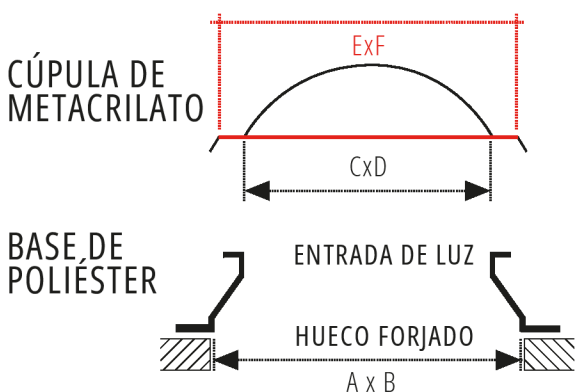 ExF
CÚPULA DE
METACRILATO
CxD
BASE DE
POLIÉSTER
ENTRADA DE LUZ
HUECO FORJADO
A x B